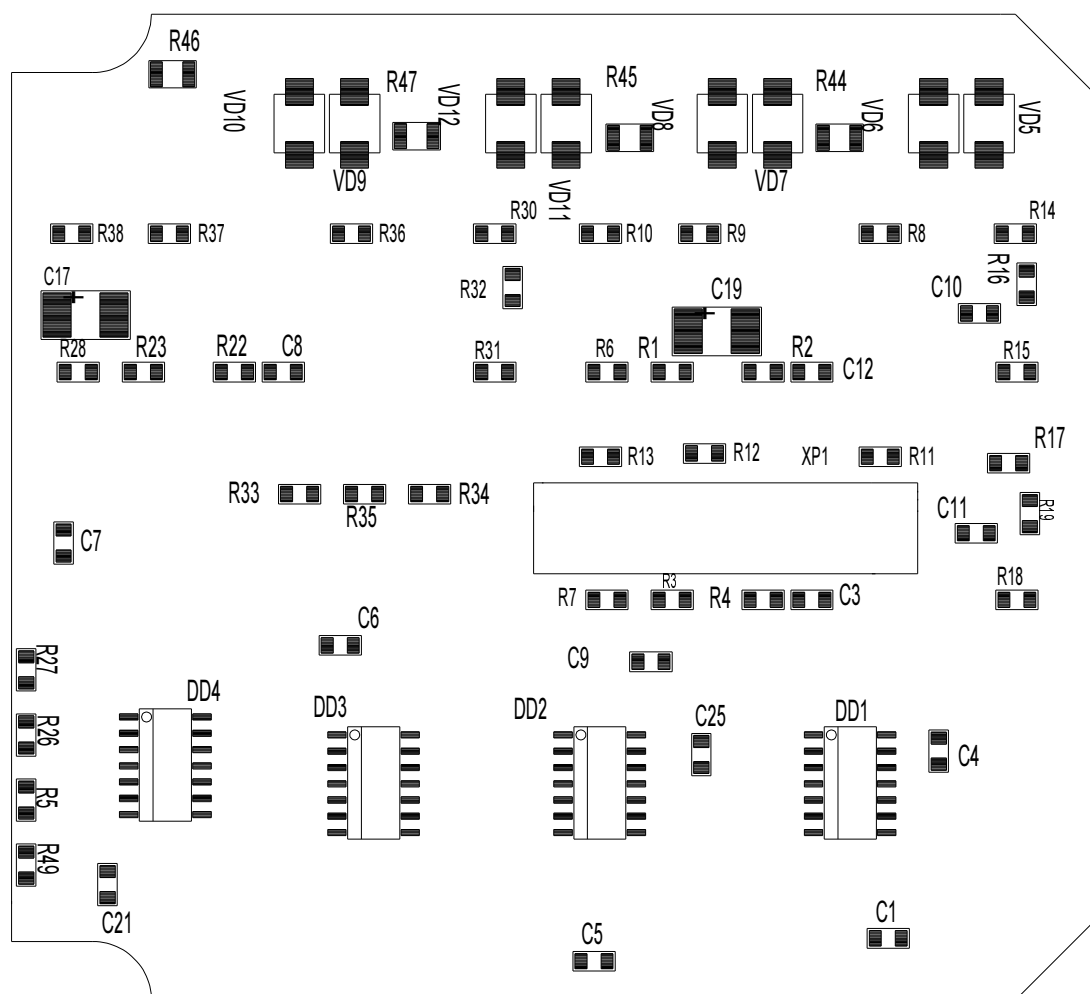 R46
R47
R45
R44
VD10
VD12
VD8
VD6
VD5
VD9
VD11
VD7
R38
R37
R36
R30
R10
R9
R8
R14
C17
R32
C19
C10
R16
R28
R23
R22
C8
R31
R6
R1
R2
C12
R15
R13
R12
XP1
R11
R17
R33
R35
R34
C11
R19
C7
R7
R3
R4
C3
R18
C6
C9
R27
DD4
DD3
DD2
C25
DD1
R26
C4
R5
R49
C21
C5
C1